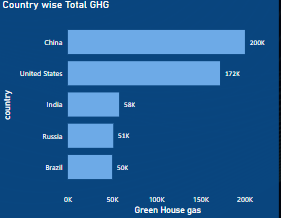 Country wise Total GHG
China
200K
United States
172K
India
58K
Russia
51K
Brazil
50K
country
0K
50K
100K
150K
200K
Green House gas